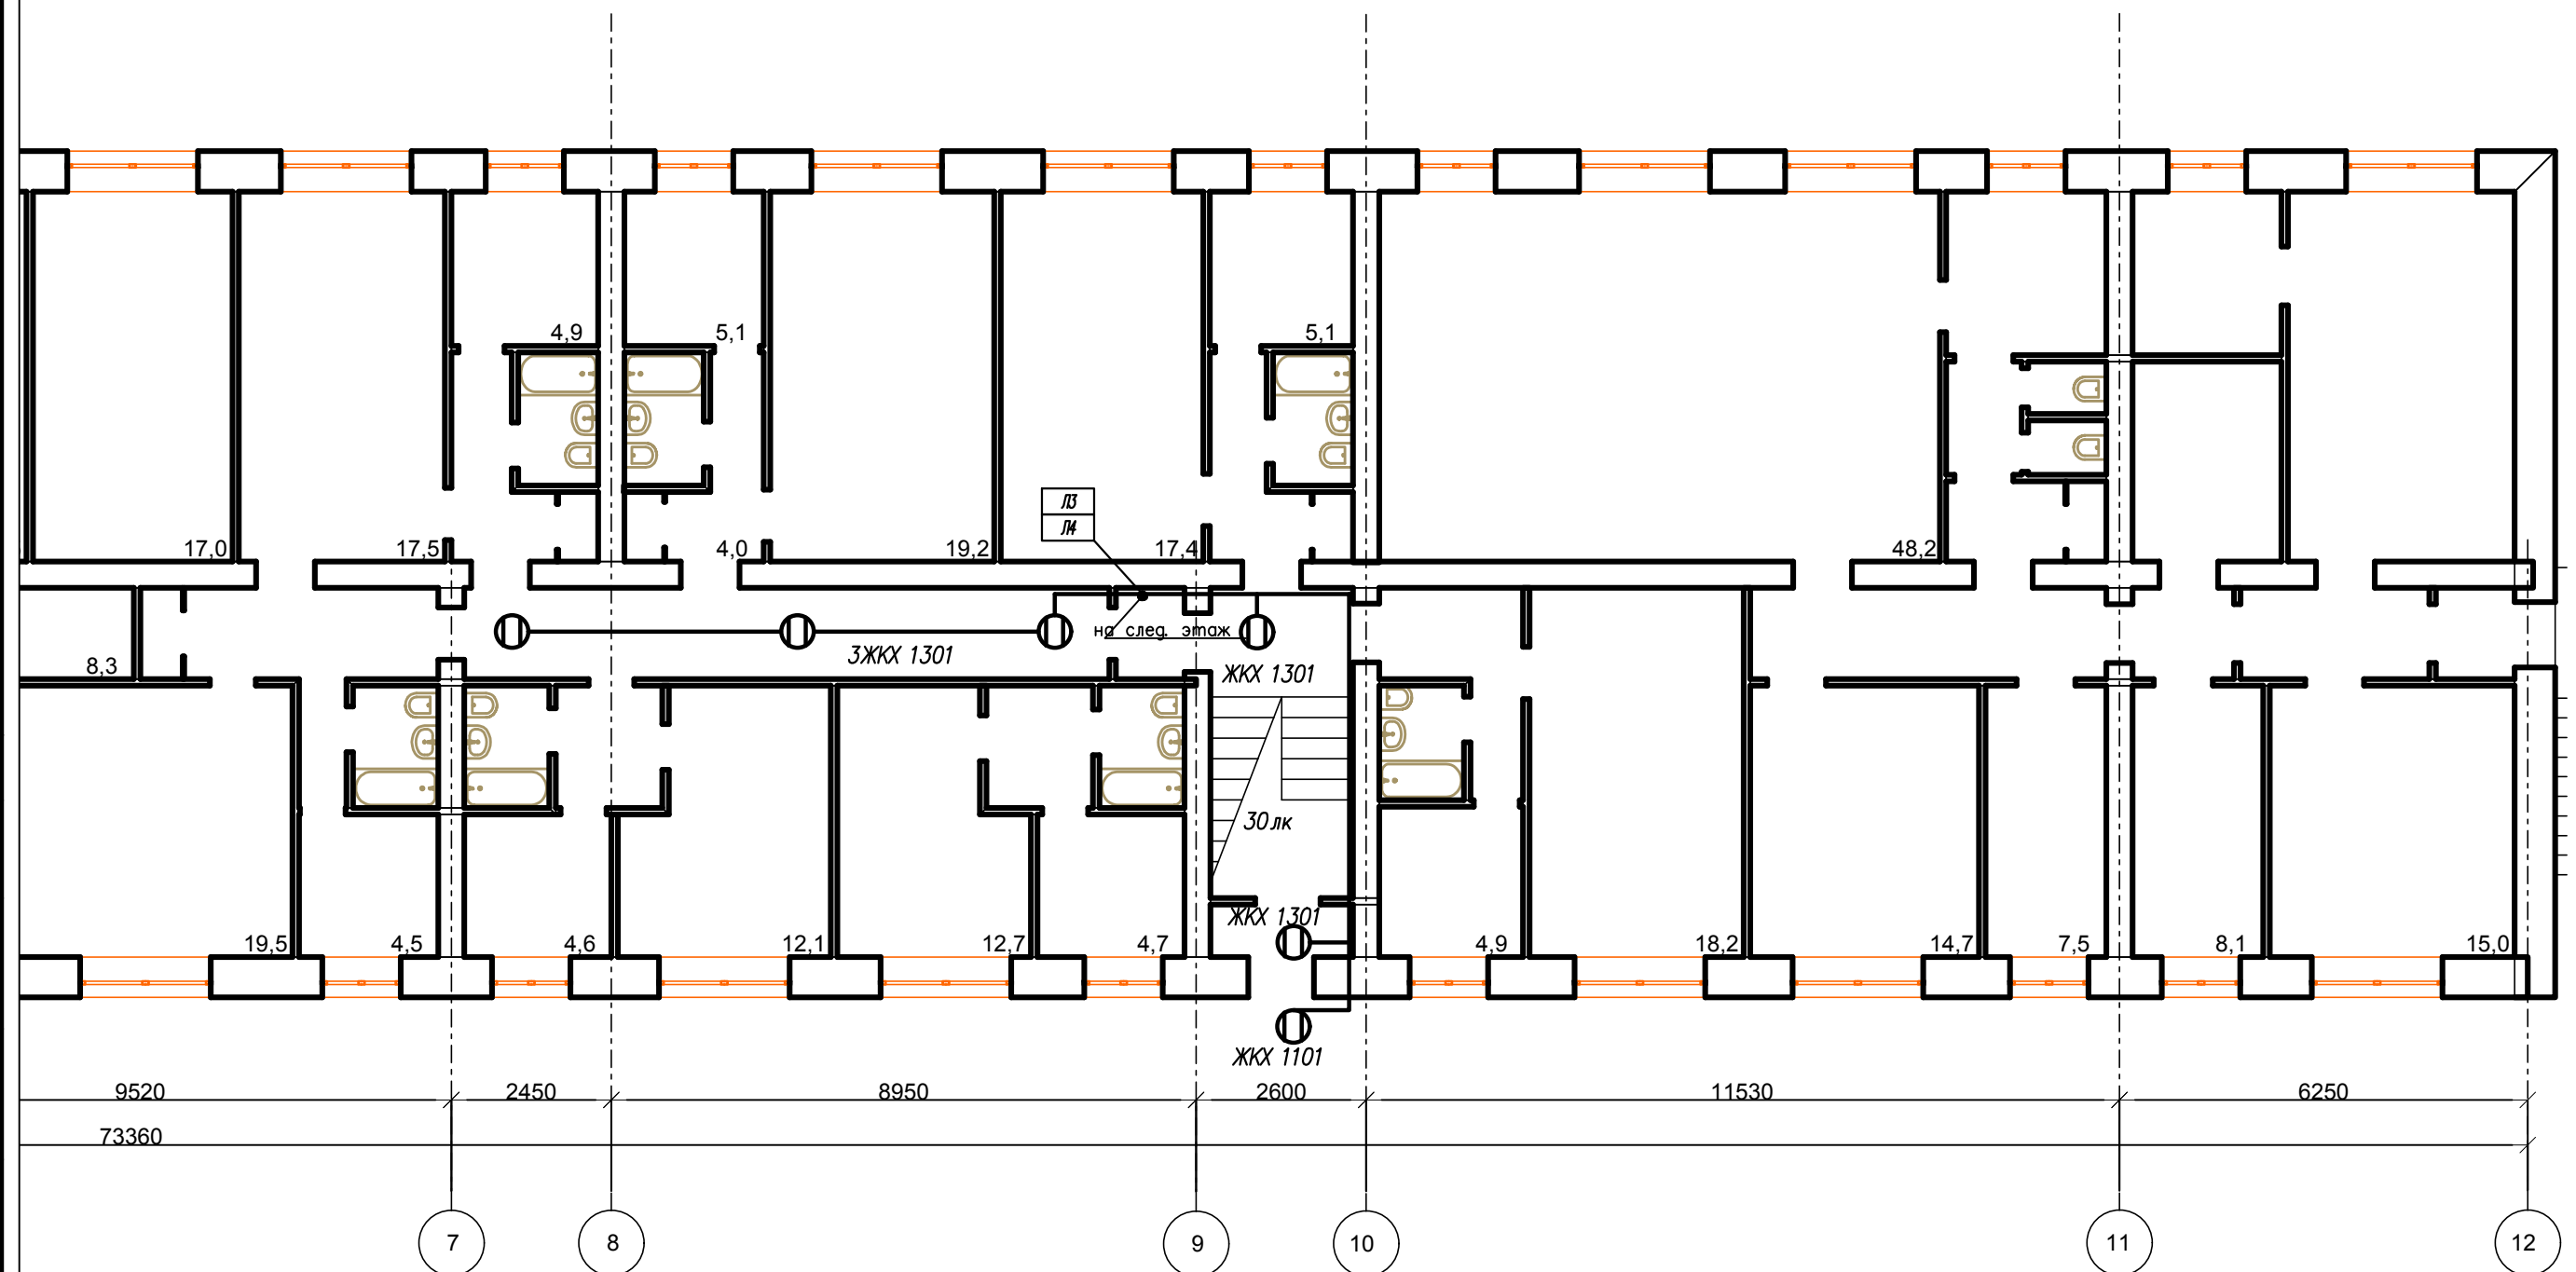 4,9 5,1 5,1
Л3
Л4
17,0 17,5 4,0 19,2 17,4 48,2
на след. этаж
8,3 3ЖКХ 1301 ЖКХ 1301
30лк
ЖКХ 1301
19,5 4,5 4,6 12,1 12,7 4,7 4,9 18,2 14,7 7,5 8,1 15,0
ЖКХ 1101
9520 2450 8950 2600 11530 6250
73360
7 8 9 10 11 12